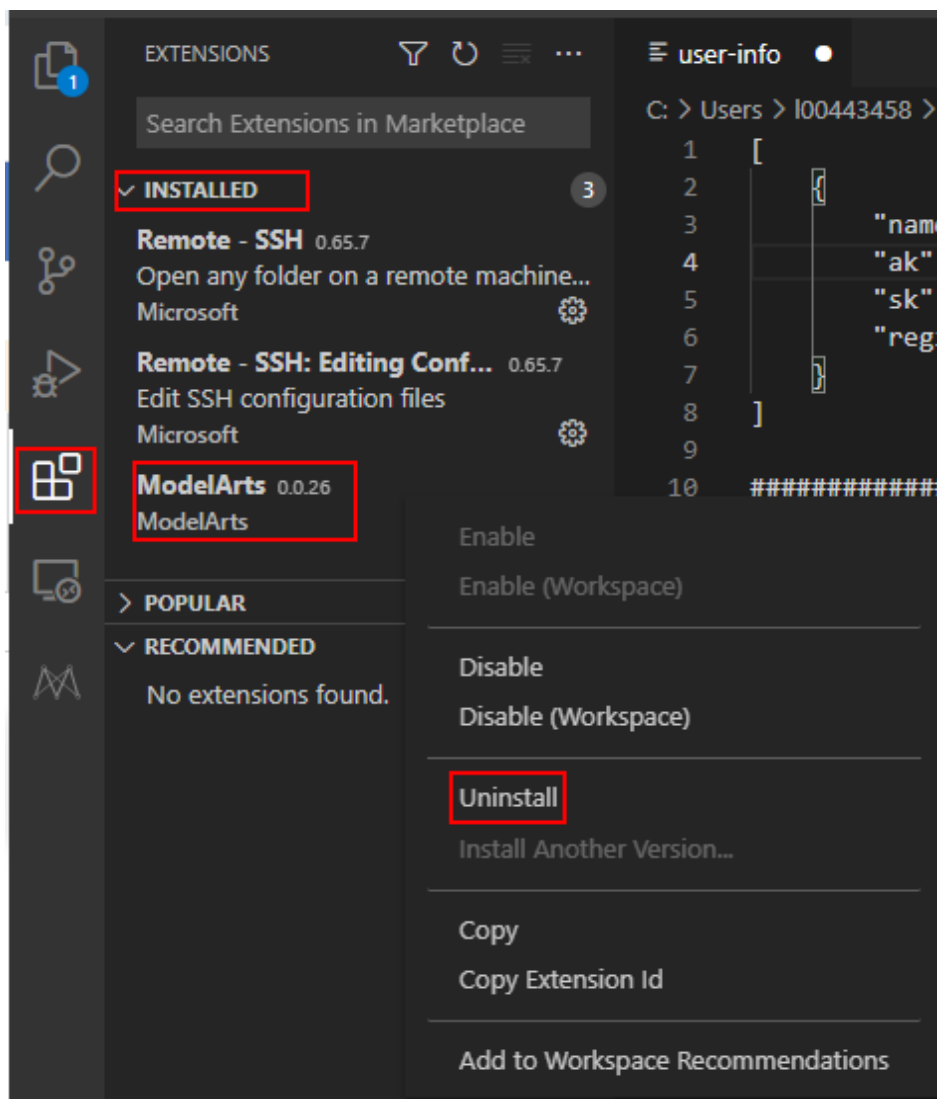 1
EXTENSIONS
Search Extensions in Marketplace
INSTALLED
3
Remote - SSH 0.65.7
Open any folder on a remote machine...
Microsoft
Remote - SSH: Editing Conf... 0.65.7
Edit SSH configuration files
Microsoft
ModelArts 0.0.26
ModelArts
POPULAR
RECOMMENDED
No extensions found.
Enable
Enable (Workspace)
Disable
Disable (Workspace)
Uninstall
Install Another Version...
Copy
Copy Extension Id
Add to Workspace Recommendations
user-info
C: > Users > l00443458 >
1 [
2 {
3 "name
4 "ak"
5 "sk"
6 "reg
7 }
8 ]
9
10 #############